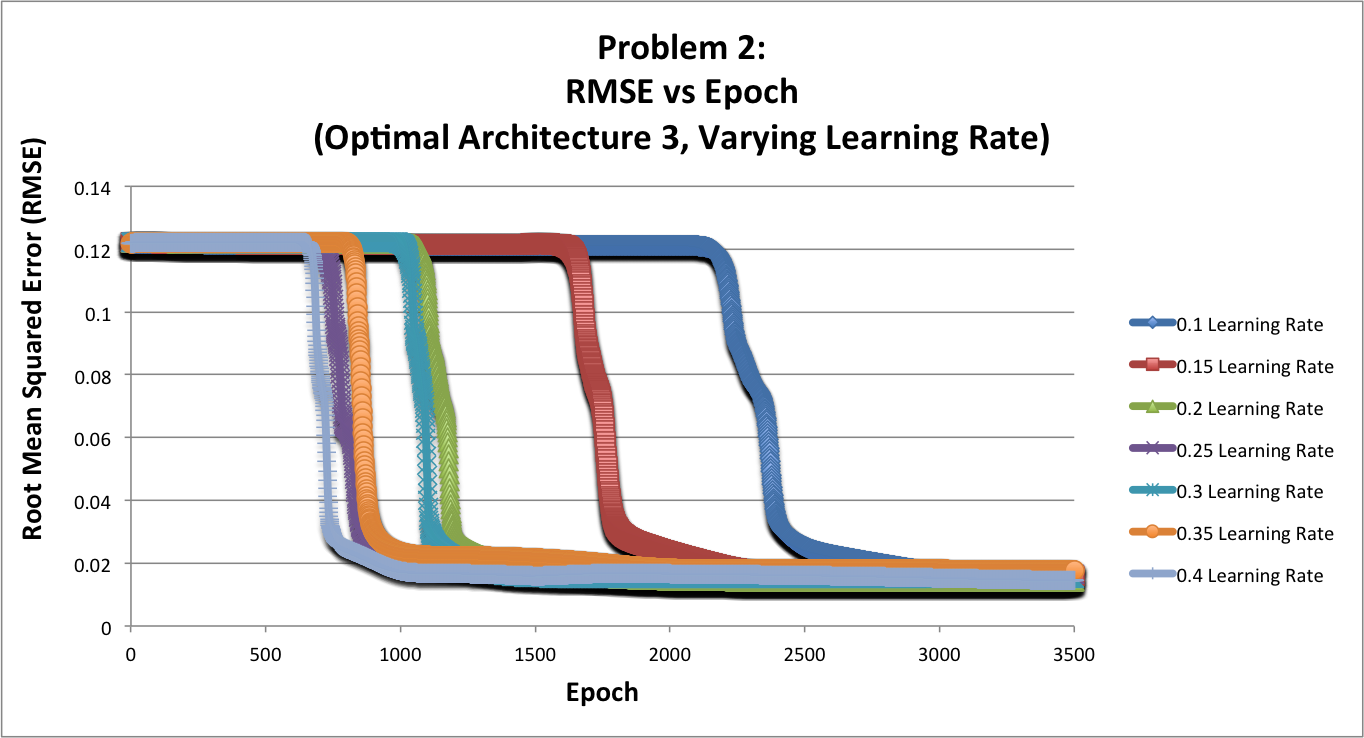 Problem 2:
RMSE vs Epoch
(Optimal Architecture 3, Varying Learning Rate)
Root Mean Squared Error (RMSE)
0.14
0.12
0.1
0.08
0.06
0.04
0.02
0
0 500 1000 1500 2000 2500 3000 3500
Epoch
0.1 Learning Rate
0.15 Learning Rate
0.2 Learning Rate
0.25 Learning Rate
0.3 Learning Rate
0.35 Learning Rate
0.4 Learning Rate